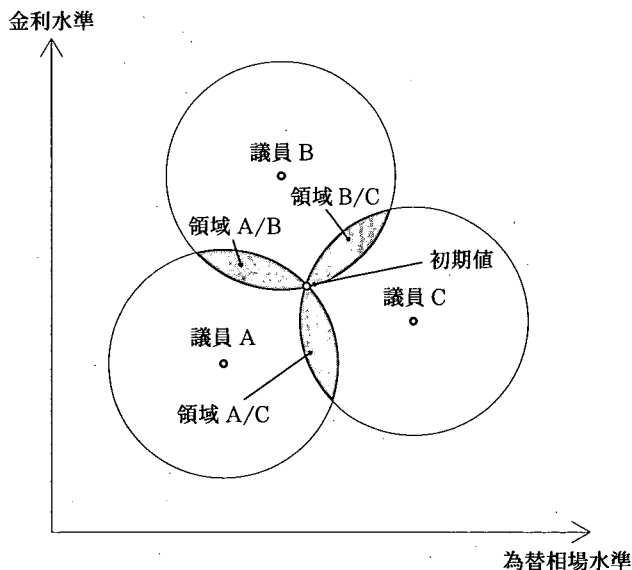 金利水準
議員 B
領域 B/C
領域 A/B
初期値
議員 C
議員 A
領域 A/C
為替相場水準